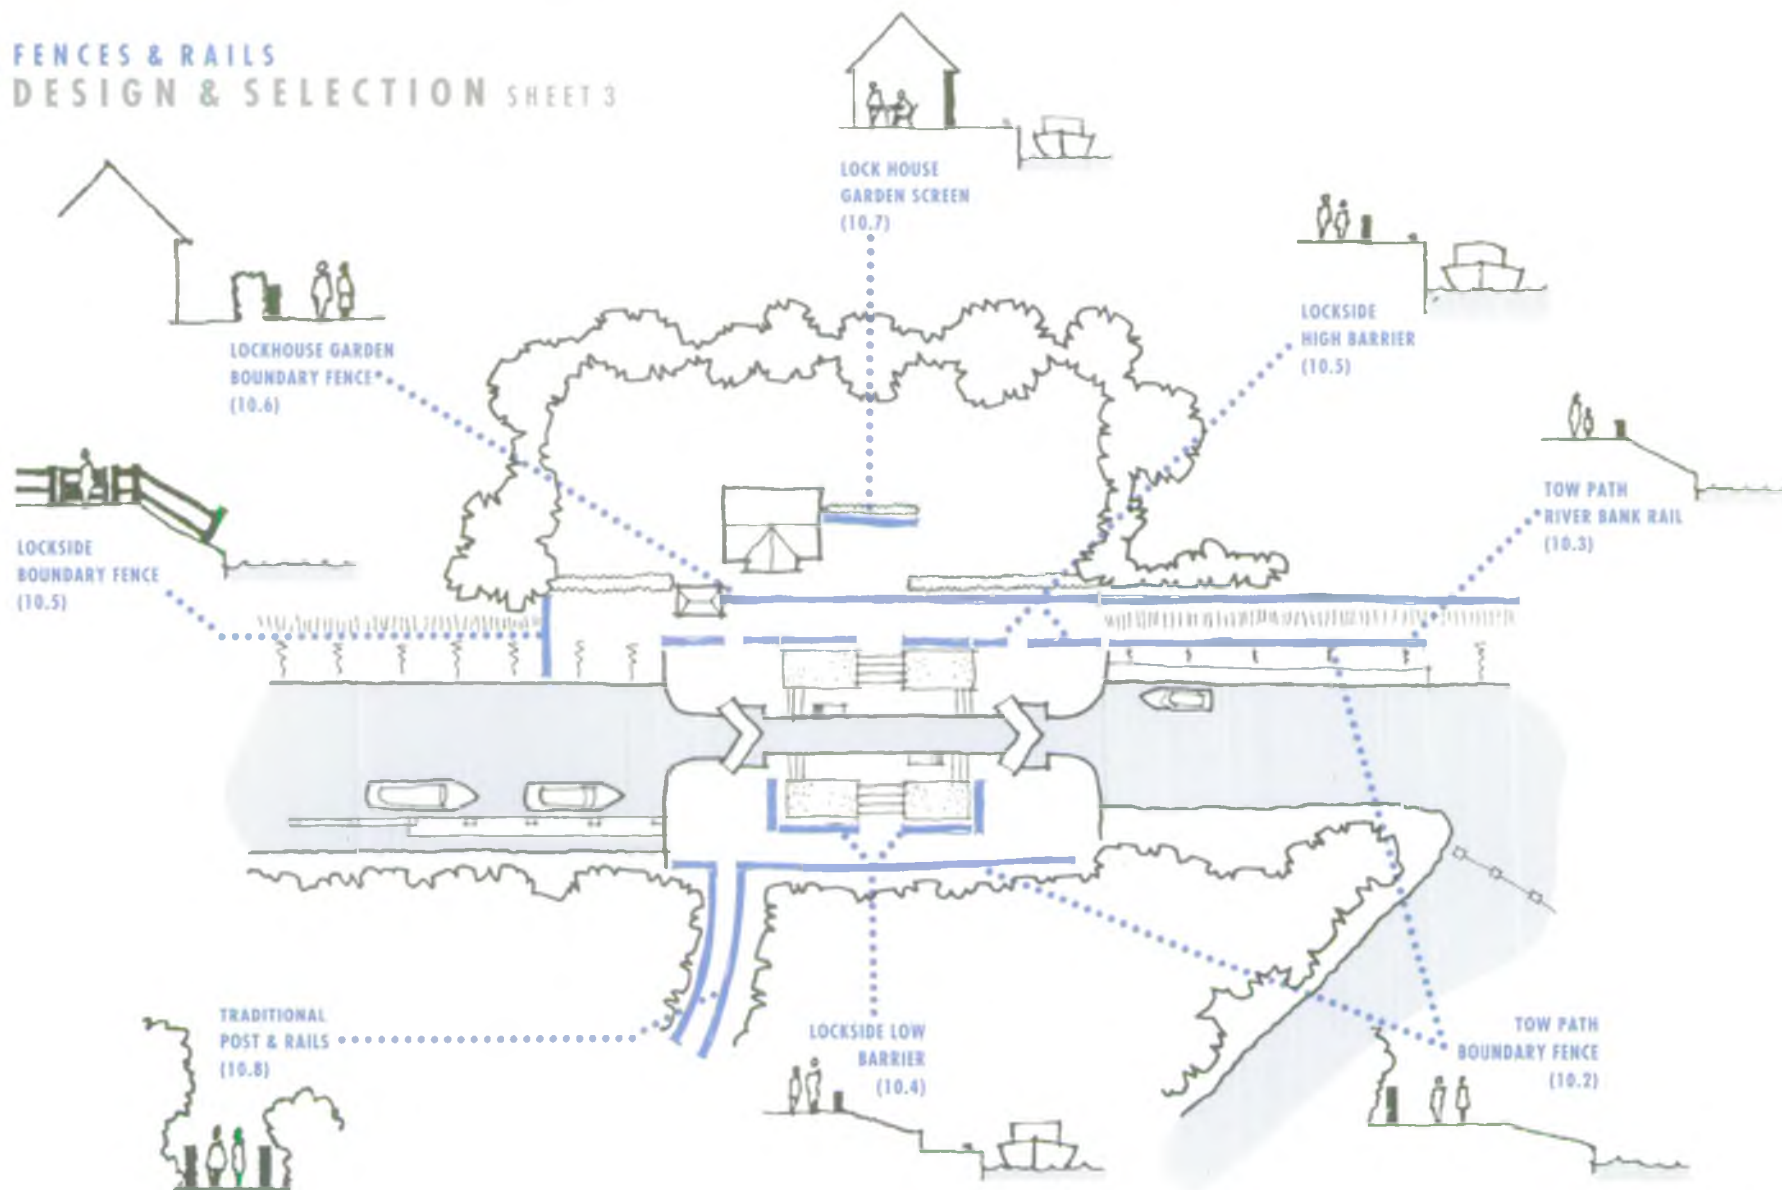 FENCES & RAILS
DESIGN & SELECTION SHEET 3
LOCK HOUSE
GARDEN SCREEN
(10.7)
LOCKSIDE
HIGH BARRIER
(10.5)
LOCKHOUSE GARDEN
BOUNDARY FENCE
(10.6)
TOW PATH
RIVER BANK RAIL
(10.3)
LOCKSIDE
BOUNDARY FENCE
(10.5)
TRADITIONAL
POST & RAILS
(10.8)
LOCKSIDE LOW
BARRIER
(10.4)
TOW PATH
BOUNDARY FENCE
(10.2)